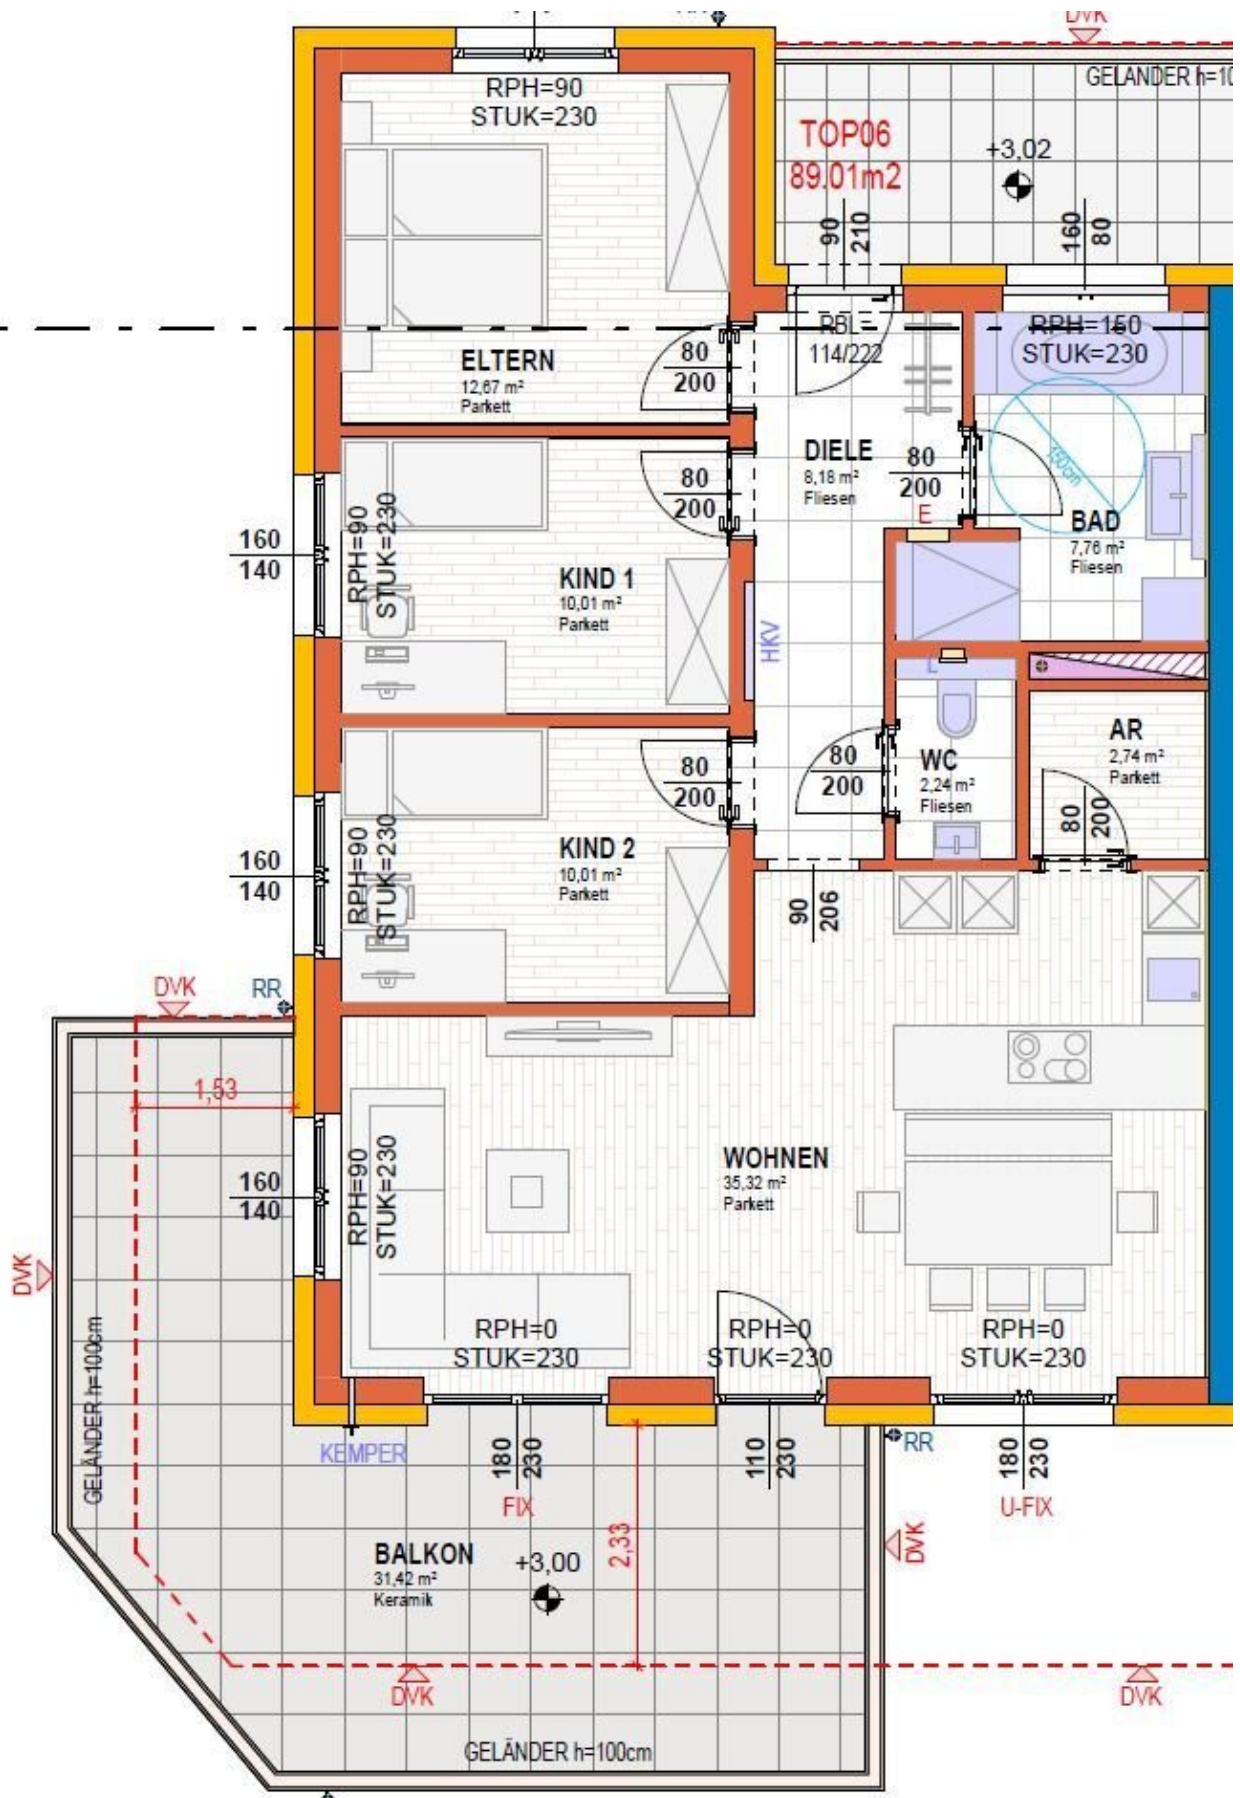 DVK
GELÄNDER h=10
RPH=90
STUK=230
TOP06
89.01m2
+3,02
90
210
160
80
RBL=
114/222
RPH=150
STUK=230
ELTERN
12,67 m²
Parkett
80
200
DIELE
8,18 m²
Fliesen
80
200
E
150cm
BAD
7,76 m²
Fliesen
80
200
160
140
RPH=90
STUK=230
KIND 1
10,01 m²
Parkett
HKV
L
AR
2,74 m²
Parkett
80
200
WC
2,24 m²
Fliesen
80
200
80
200
160
140
RPH=90
STUK=230
KIND 2
10,01 m²
Parkett
90
206
DVK
RR
1,53
160
140
RPH=90
STUK=230
WOHNEN
35,32 m²
Parkett
DVK
GELÄNDER h=100cm
RPH=0
STUK=230
RPH=0
STUK=230
RPH=0
STUK=230
KEMPER
180
230
FIX
110
230
RR
180
230
U-FIX
2,33
DVK
BALKON
31,42 m²
Keramik
+3,00
DVK
DVK
GELÄNDER h=100cm